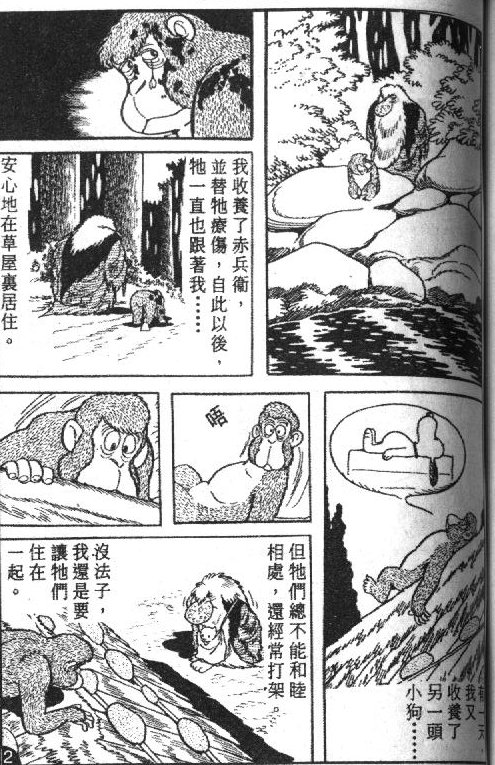 我收養了赤兵衛，
並替牠療傷，自此以後，
牠一直也跟著我……
安心地在草屋裏居住。
我又
收養了
另一頭
小狗……
唔
但牠們總不能和睦
相處，還經常打架。
沒法子，
我還是要
讓牠們
住在
一起。
2